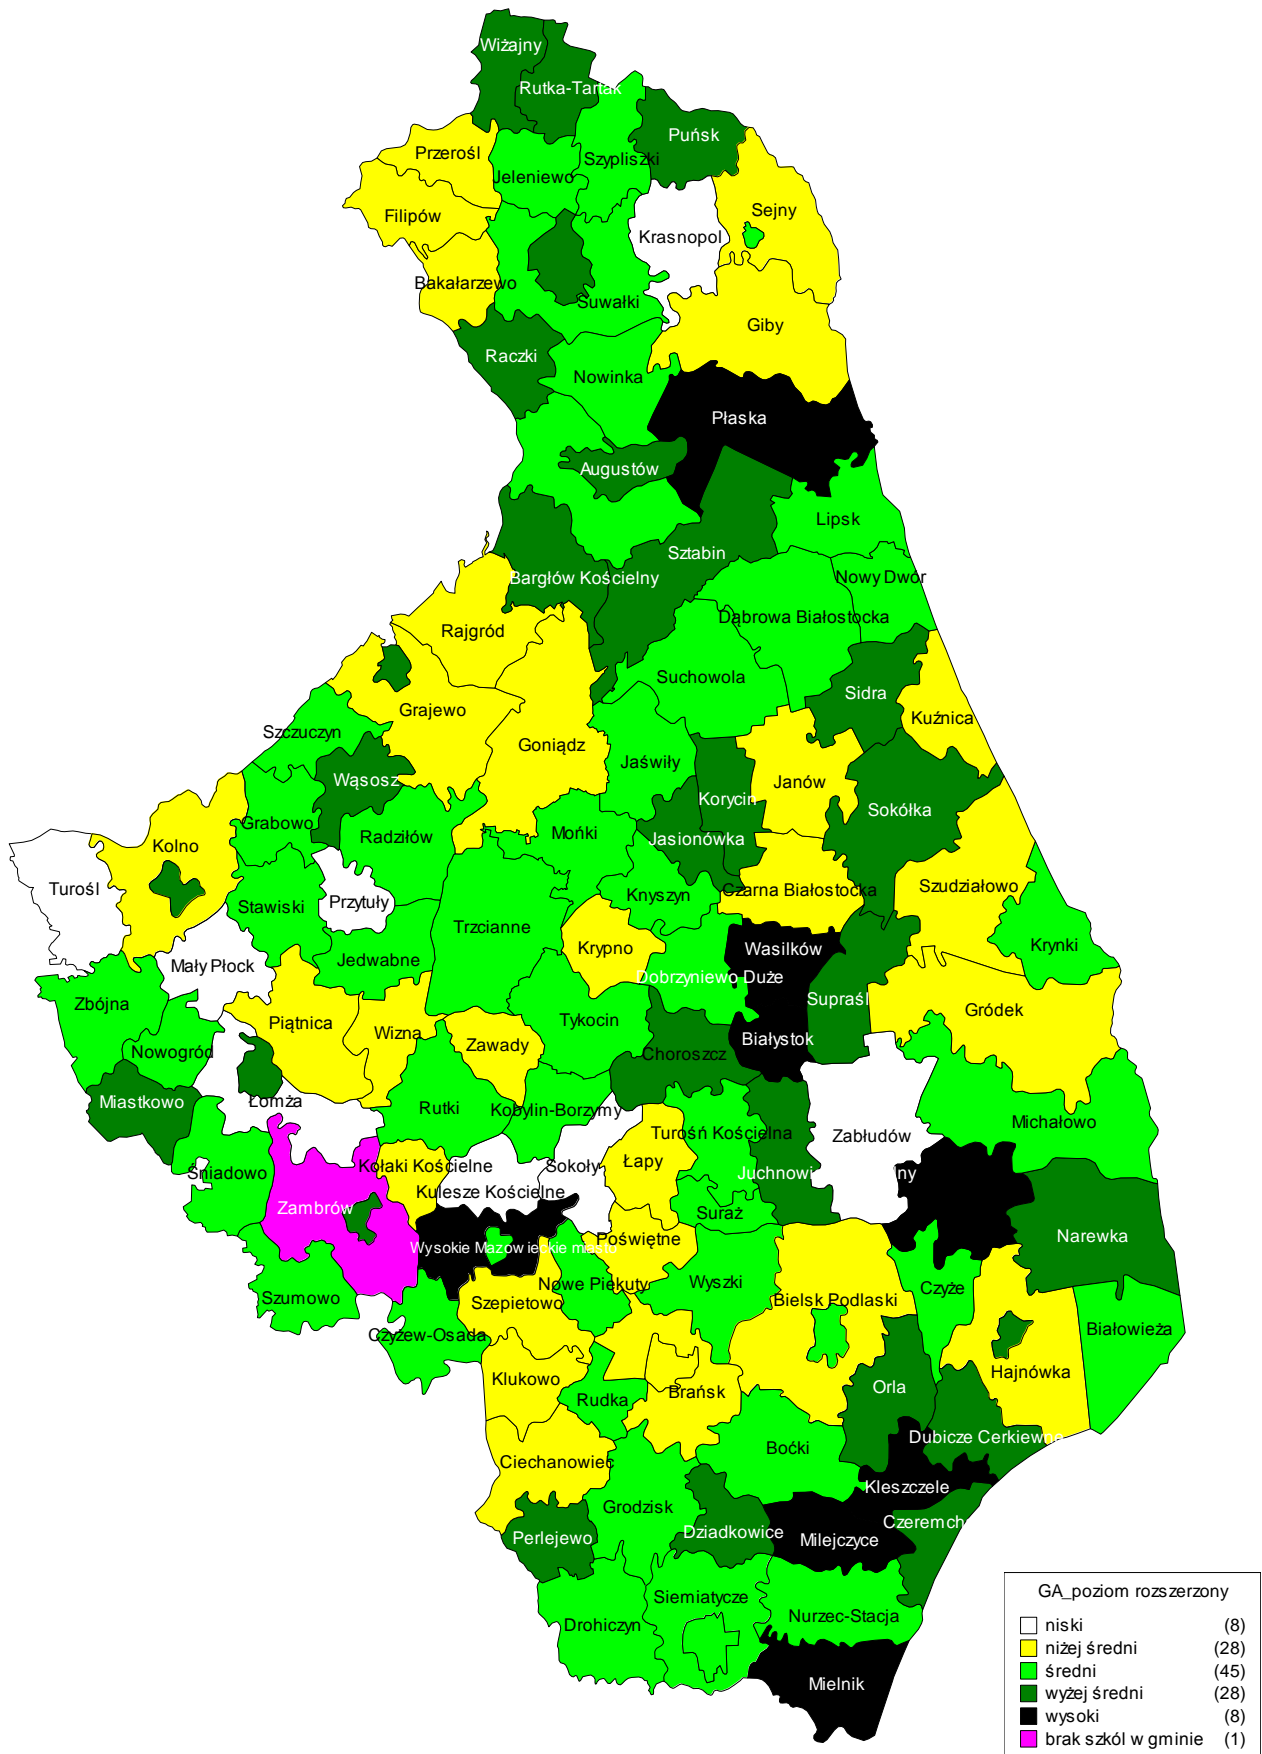 Wiżajny
Rutka-Tartak
Puńsk
Przerośl
Szypliszki
Jeleniewo
Sejny
Filipów
Krasnopol
Bakałarzewo
Suwałki
Giby
Raczki
Nowinka
Płaska
Augustów
Lipsk
Sztabin
Bargłów Kościelny
Nowy Dwór
Dąbrowa Białostocka
Rajgród
Suchowola
Sidra
Grajewo
Kuźnica
Szczuczyn
Goniądz
Jaświły
Wąsosz
Janów
Korycin
Sokółka
Grabowo
Radziłów
Mońki
Jasionówka
Kolno
Turośl
Przytuły
Knyszyn
Czarna Białostocka
Szudziałowo
Stawiski
Trzcianne
Krypno
Wasilków
Krynki
Mały Płock
Jedwabne
Dobrzyniewo Duże
Zbójna
Supraśl
Piątnica
Wizna
Tykocin
Gródek
Nowogród
Zawady
Choroszcz
Białystok
Miastkowo
Łomża
Rutki
Kobylin-Borzymy
Michałowo
Turośń Kościelna
Zabłudów
Śniadowo
Kołaki Kościelne
Sokoły
Łapy
Juchnowi
ny
Kulesze Kościelne
Zambrów
Suraż
Narewka
Wysokie Mazowieckie miasto
Poświętne
Nowe Piekuty
Wyszki
Czyże
Szumowo
Szepietowo
Bielsk Podlaski
Czyżew-Osada
Białowieża
Klukowo
Hajnówka
Rudka
Brańsk
Orla
Boćki
Dubicze Cerkiewne
Ciechanowiec
Kleszczele
Grodzisk
Perlejewo
Dziadkowice
Czeremch
Milejczyce
Drohiczyn
Siemiatycze
Nurzec-Stacja
Mielnik
GA_poziom rozszerzony
niski (8)
niżej średni (28)
średni (45)
wyżej średni (28)
wysoki (8)
brak szkól w gminie (1)